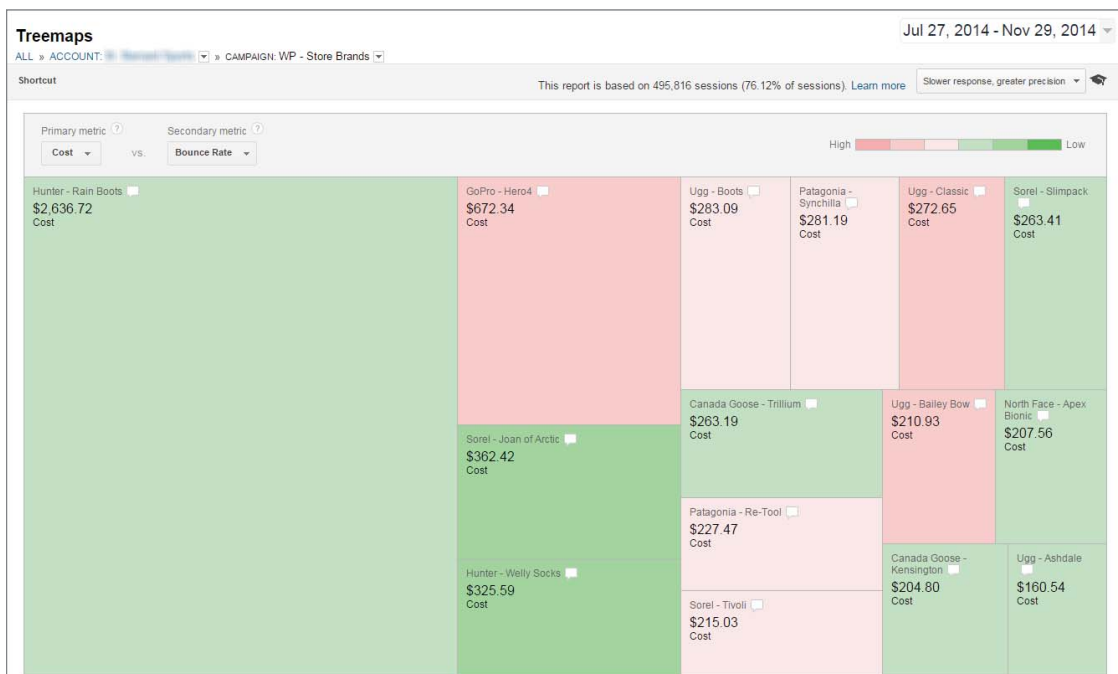 Treemaps
Jul 27, 2014 - Nov 29, 2014
ALL » ACCOUNT: » CAMPAIGN: WP - Store Brands
Shortcut
This report is based on 495,816 sessions (76.12% of sessions). Learn more
Slower response, greater precision
Primary metric ?
Secondary metric ?
Cost
VS.
Bounce Rate
High
Low
Hunter - Rain Boots
$2,636.72
Cost
GoPro - Hero4
$672.34
Cost
Ugg - Boots
$283.09
Cost
Patagonia -
Synchilla
$281.19
Cost
Ugg - Classic
$272.65
Cost
Sorel - Slimpack
$263.41
Cost
Sorel - Joan of Arctic
$362.42
Cost
Hunter - Welly Socks
$325.59
Cost
Canada Goose - Trillium
$263.19
Cost
Ugg - Bailey Bow
$210.93
Cost
North Face - Apex
Bionic
$207.56
Cost
Patagonia - Re-Tool
$227.47
Cost
Sorel - Tivoli
$215.03
Cost
Canada Goose -
Kensington
$204.80
Cost
Ugg - Ashdale
$160.54
Cost